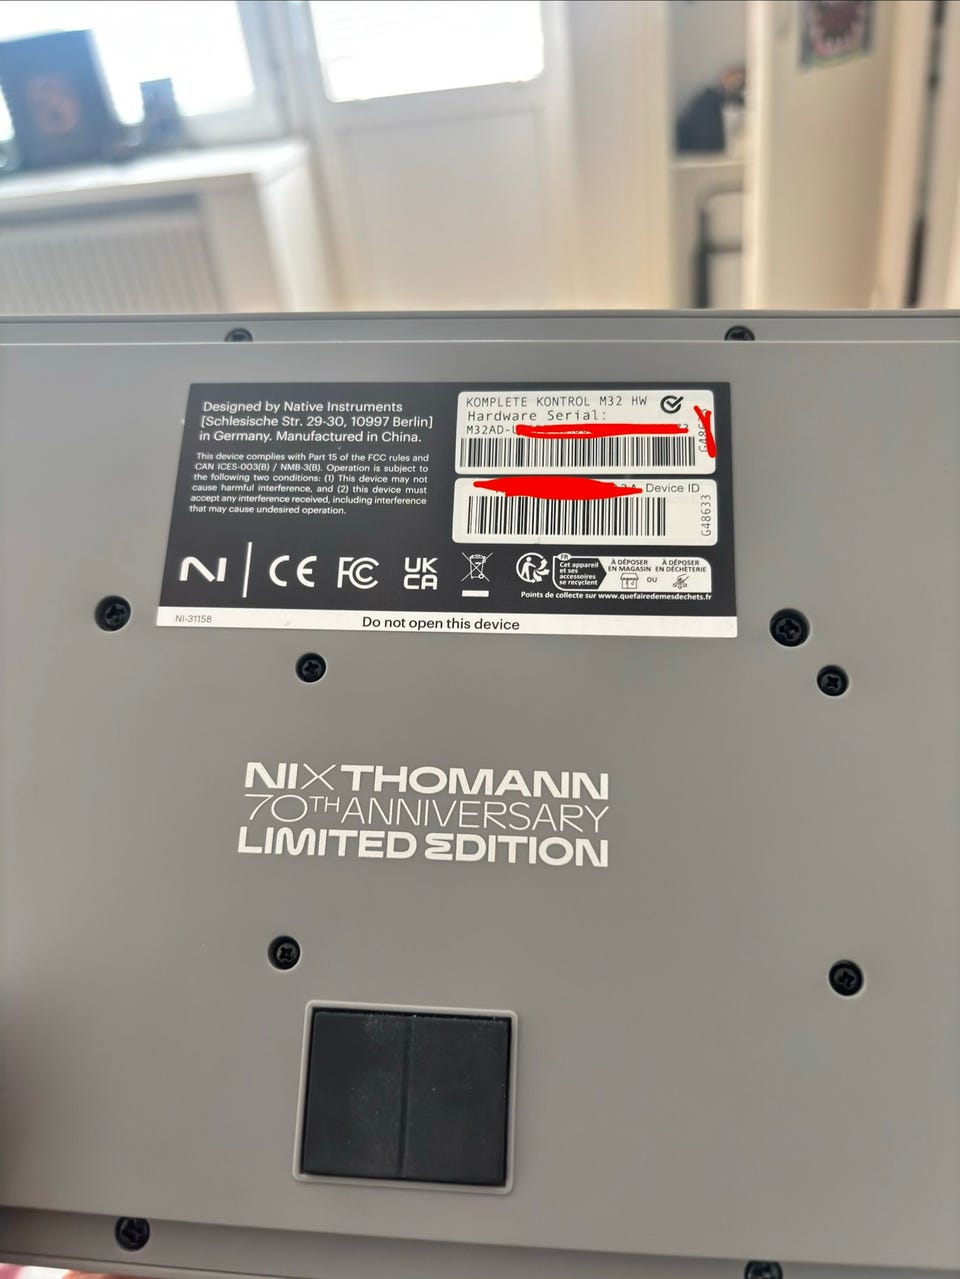 Designed by Native Instruments
[Schlesische Str. 29-30, 10997 Berlin]
in Germany. Manufactured in China.
This device complies with Part 15 of the FCC rules and
CAN ICES-003(B) / NMB-3(B). Operation is subject to
the following two conditions: (1) This device may not
cause harmful interference, and (2) this device must
accept any interference received, including interference
that may cause undesired operation.
KOMPLETE KONTROL M32 HW
Hardware Serial:
M32AD-
Device ID
G48633
NI
CE FC UK CA
FR
Cet appareil
et ses
accessoires
se recyclent
À DÉPOSER
EN MAGASIN
OU
À DÉPOSER
EN DÉCHÈTERIE
Points de collecte sur www.quefairedemesdechets.fr
NI-31158
Do not open this device
NI X THOMANN
70TH ANNIVERSARY
LIMITED EDITION